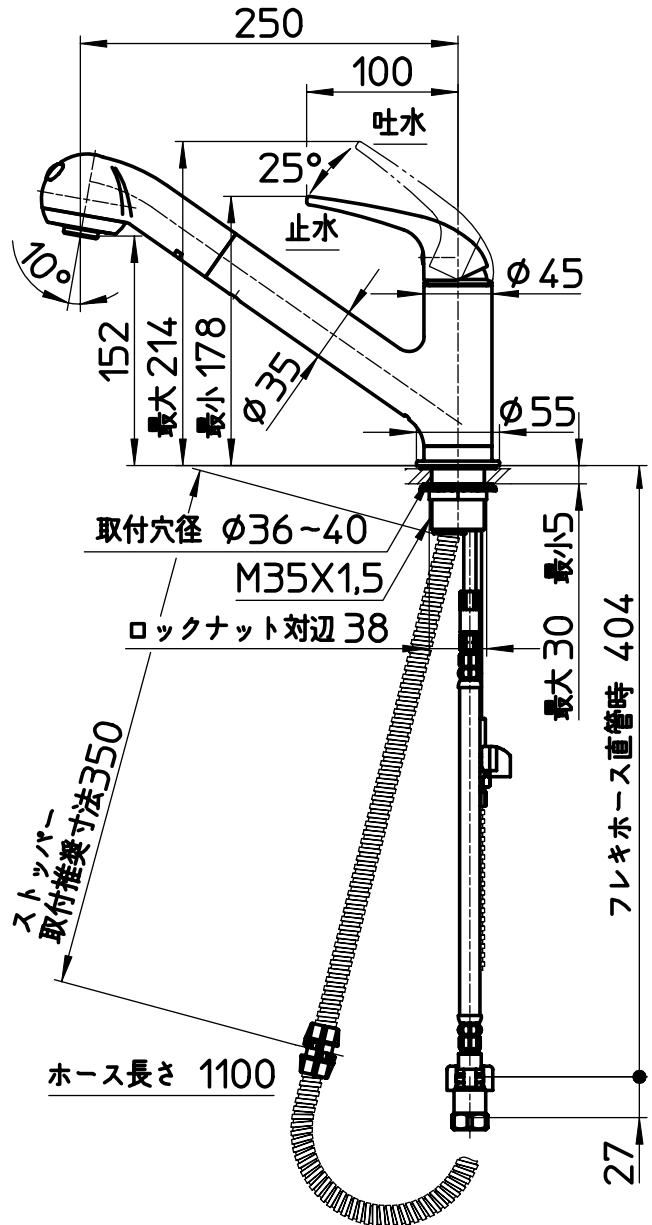 250
100
吐水
25°
止水
10°
φ45
152
最大 214
最小 178
φ35
φ55
取付穴径 φ36~40
M35X1,5
ロックナット対辺 38
最小5
最大 30
フレキホース直管時 404
ストッパー
取付推奨寸法350
ホース長さ 1100
27